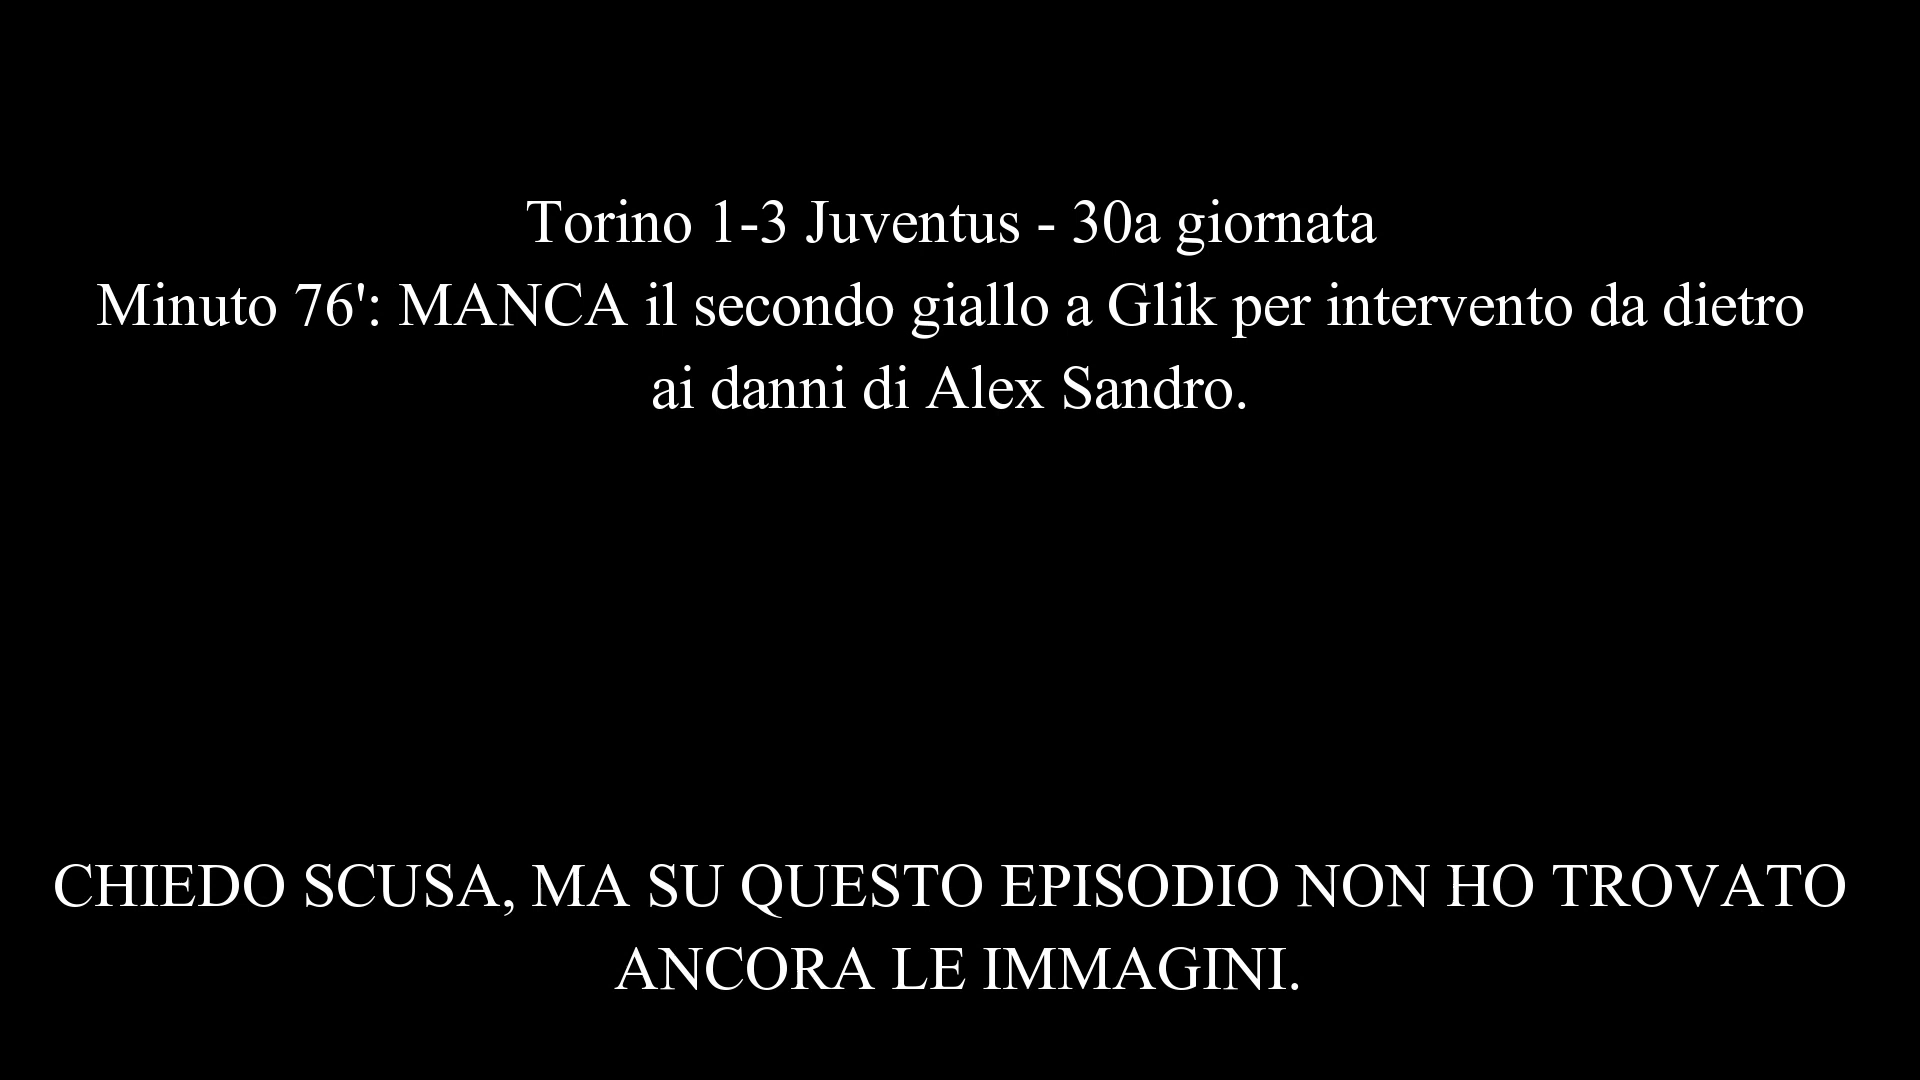 Torino 1-3 Juventus - 30a giornata
Minuto 76': MANCA il secondo giallo a Glik per intervento da dietro
ai danni di Alex Sandro.
CHIEDO SCUSA, MA SU QUESTO EPISODIO NON HO TROVATO
ANCORA LE IMMAGINI.